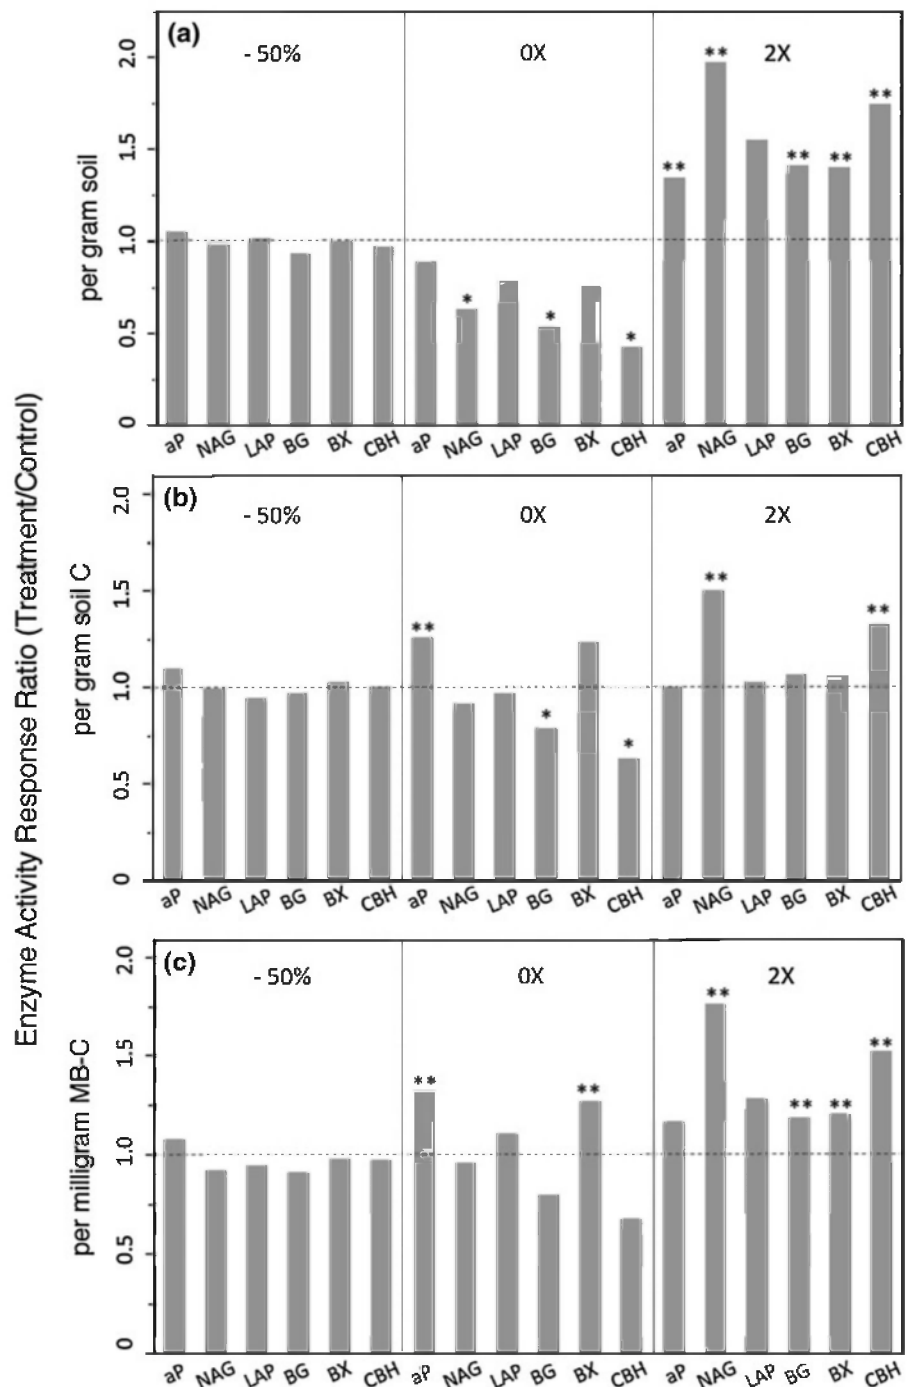 Enzyme Activity Response Ratio (Treatment/Control)
(a)
- 50% 0X 2X
per gram soil
2.0
1.5
1.0
0.5
0
** ** ** ** **
* * *
aP NAG LAP BG BX CBH aP NAG LAP BG BX CBH aP NAG LAP BG BX CBH
(b)
- 50% 0X 2X
per gram soil C
2.0
1.5
1.0
0.5
0
** ** **
* *
aP NAG LAP BG BX CBH aP NAG LAP BG BX CBH aP NAG LAP BG BX CBH
(c)
- 50% 0X 2X
per milligram MB-C
2.0
1.5
1.0
0.5
0
** ** ** ** ** **
aP NAG LAP BG BX CBH aP NAG LAP BG BX CBH aP NAG LAP BG BX CBH